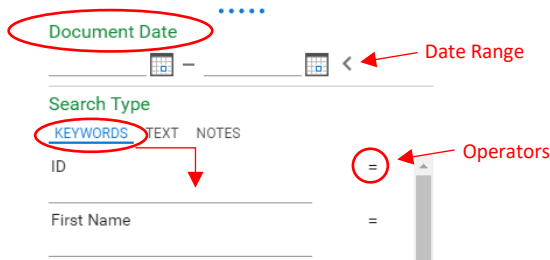 Document Date
– < Date Range
Search Type
KEYWORDS TEXT NOTES
Operators
ID =
First Name =